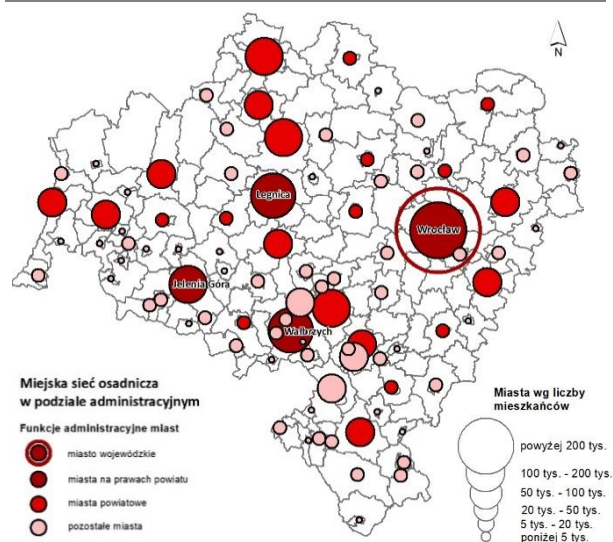 N
Legnica
Wrocław
Jelenia Góra
Wałbrzych
Miejska sieć osadnicza
w podziale administracyjnym
Funkcje administracyjne miast
miasto wojewódzkie
miasta na prawach powiatu
miasta powiatowe
pozostałe miasta
Miasta wg liczby
mieszkańców
powyżej 200 tys.
100 tys. - 200 tys.
50 tys. - 100 tys.
20 tys. - 50 tys.
5 tys. - 20 tys.
poniżej 5 tys.